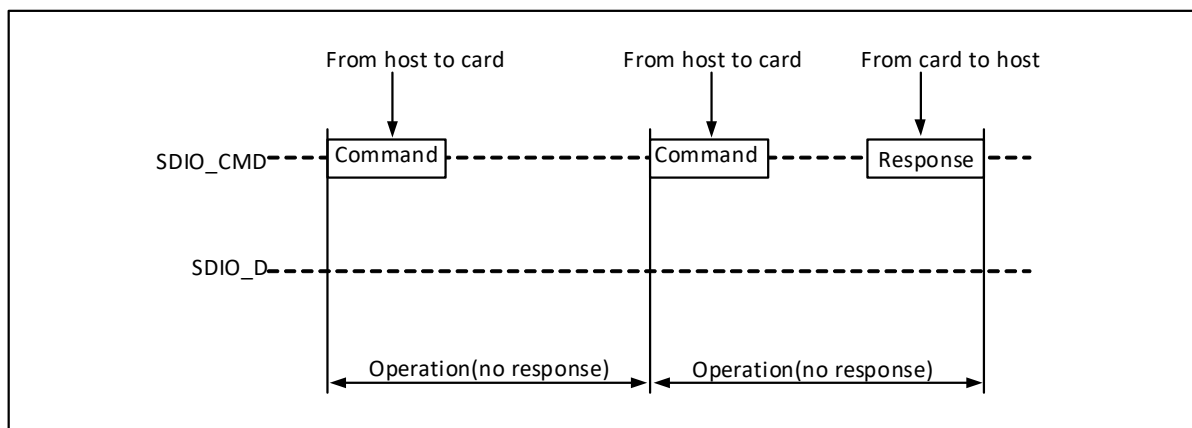 From host to card
From host to card
From card to host
SDIO_CMD
Command
Command
Response
SDIO_D
Operation(no response)
Operation(no response)